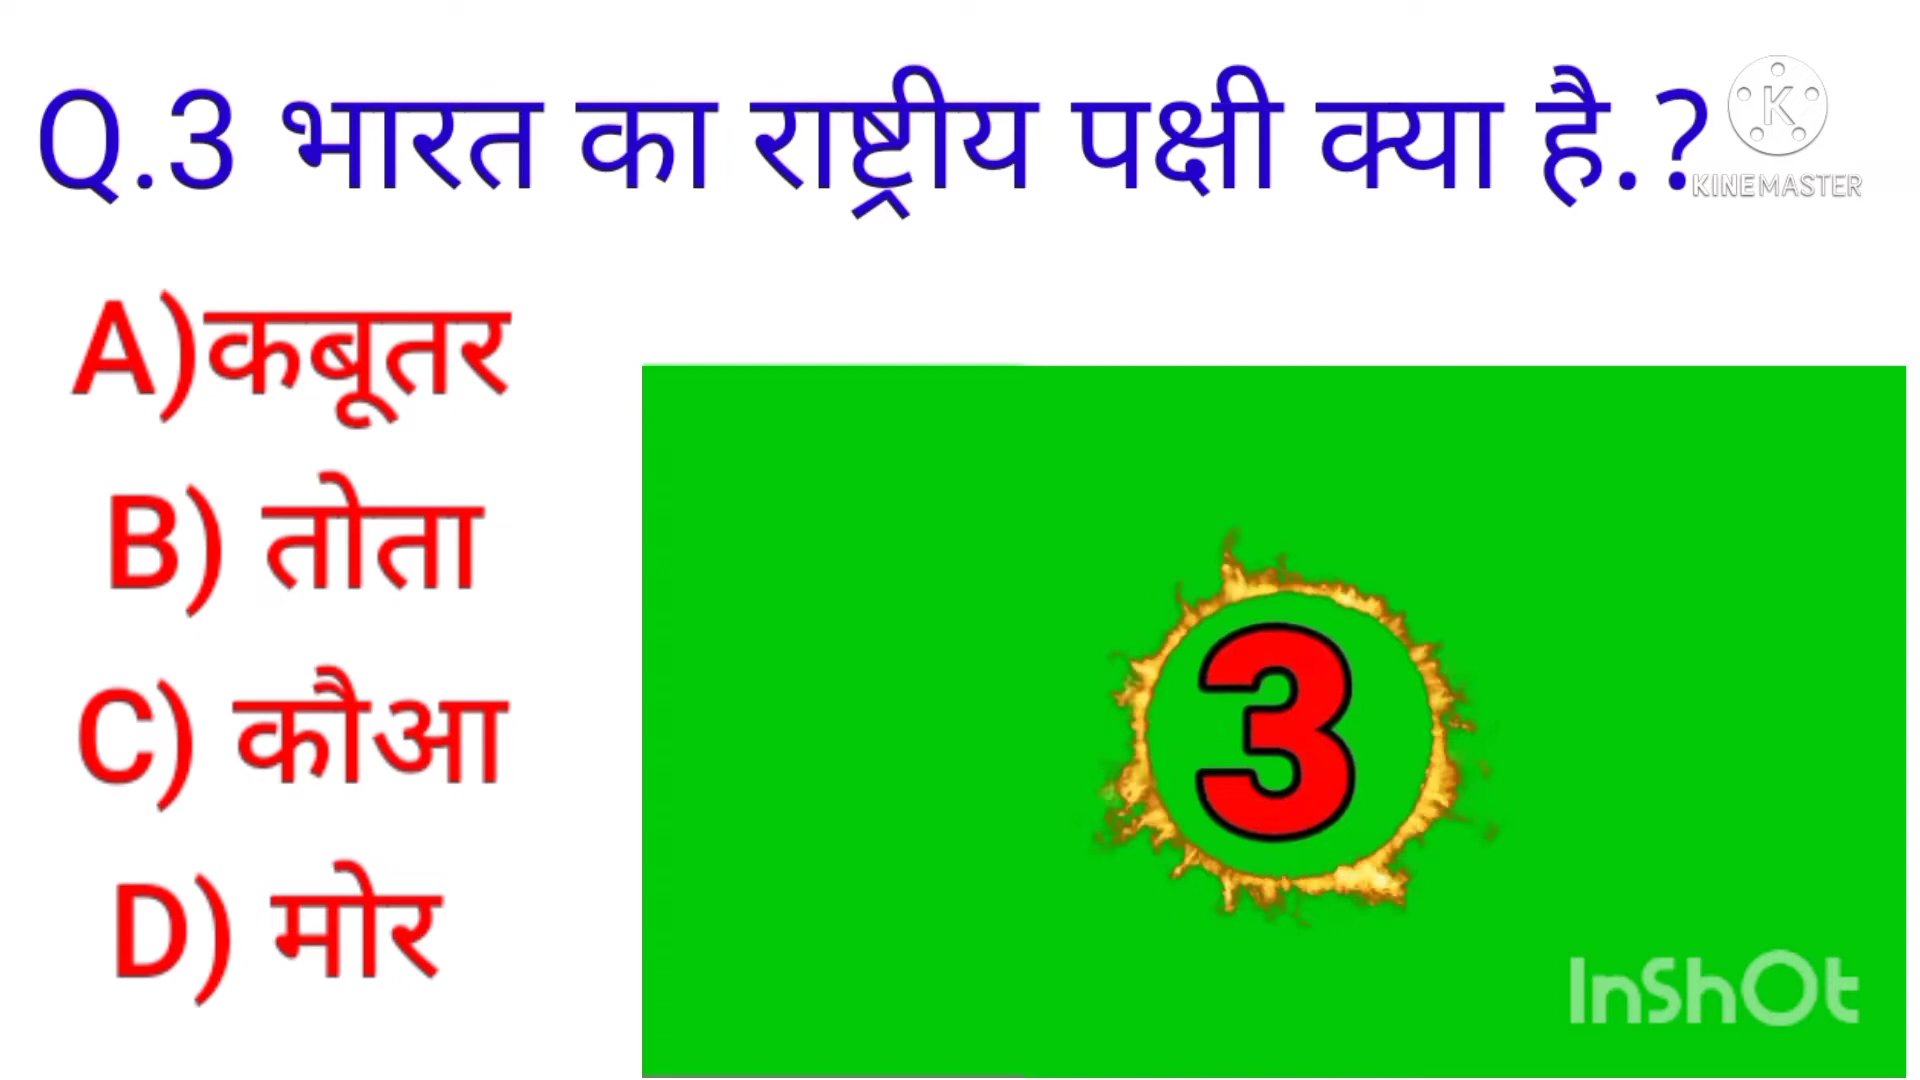 Q.3 भारत का राष्ट्रीय पक्षी क्या है.?
K
KINEMASTER
A)कबूतर
B) तोता
C) कौआ
D) मोर
3
InShOt